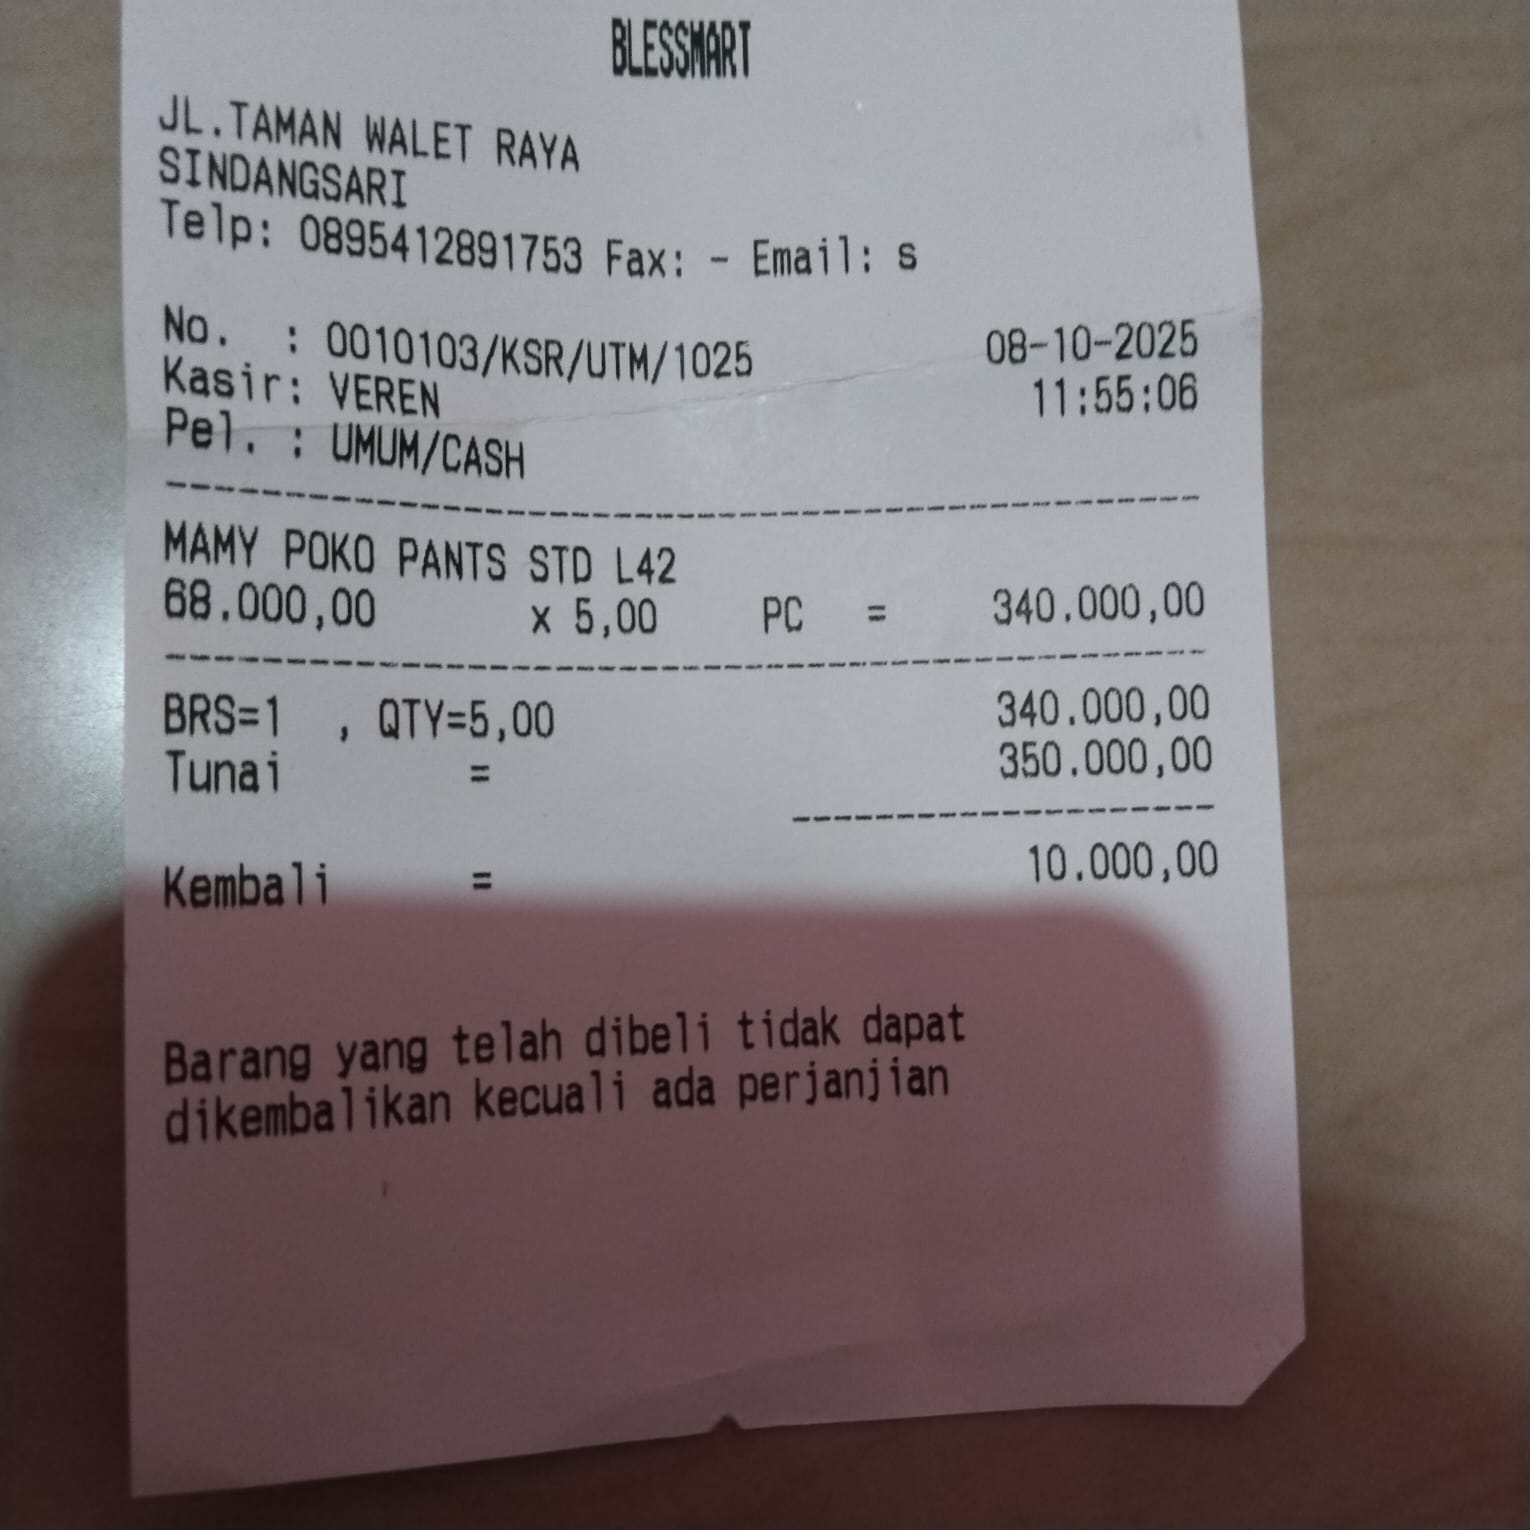 BLESSMART
JL.TAMAN WALET RAYA
SINDANGSARI
Telp: 0895412891753 Fax: - Email: s
No. : 0010103/KSR/UTM/1025 08-10-2025
Kasir: VEREN 11:55:06
Pel. : UMUM/CASH
MAMY POKO PANTS STD L42
68.000,00 x 5,00 PC = 340.000,00
BRS=1 , QTY=5,00 340.000,00
Tunai = 350.000,00
Kembali = 10.000,00
Barang yang telah dibeli tidak dapat
dikembalikan kecuali ada perjanjian